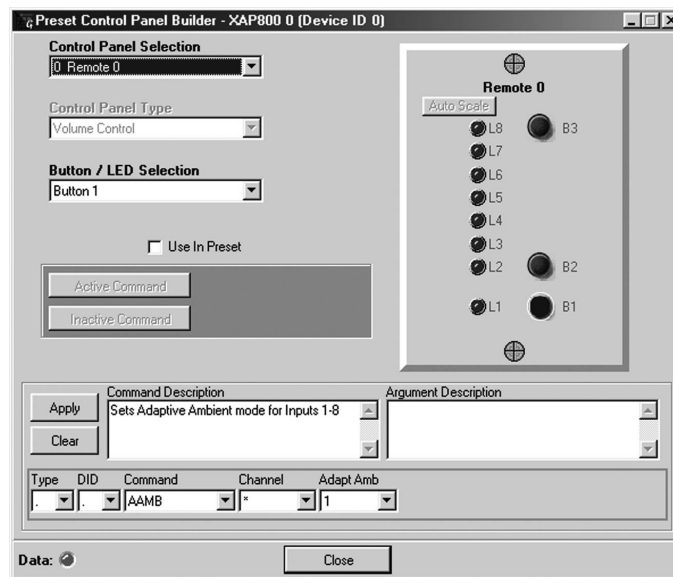 Preset Control Panel Builder - XAP800 0 (Device ID 0)
Control Panel Selection
0 Remote 0
Control Panel Type
Volume Control
Button / LED Selection
Button 1
Use In Preset
Active Command
Inactive Command
Remote 0
Auto Scale
L8 B3
L7
L6
L5
L4
L3
L2 B2
L1 B1
Apply
Clear
Command Description
Sets Adaptive Ambient mode for Inputs 1-8
Argument Description
Type DID Command Channel Adapt Amb
. . AAMB * 1
Data:
Close